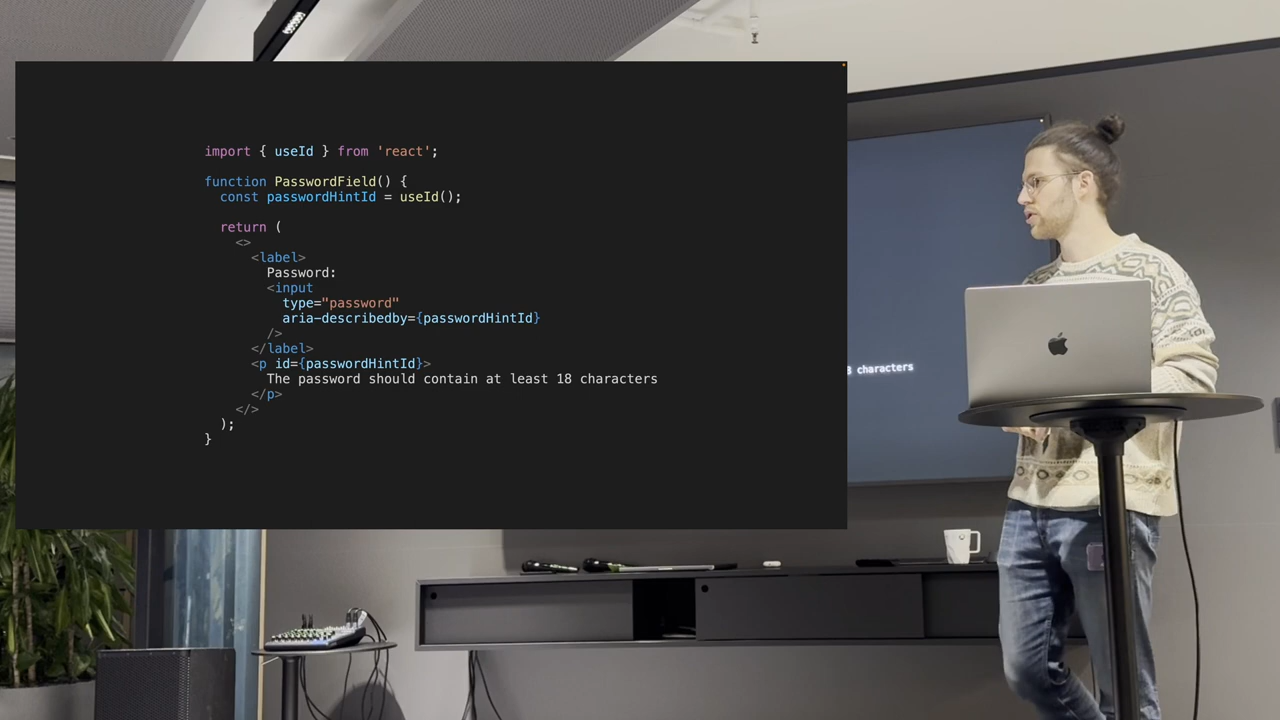 import { useId } from 'react';
function PasswordField() {
const passwordHintId = useId();
return (
<>
<label>
Password:
<input
type="password"
aria-describedby={passwordHintId}
/>
</label>
<p id={passwordHintId}>
The password should contain at least 18 characters
</p>
</>
);
}
8 characters